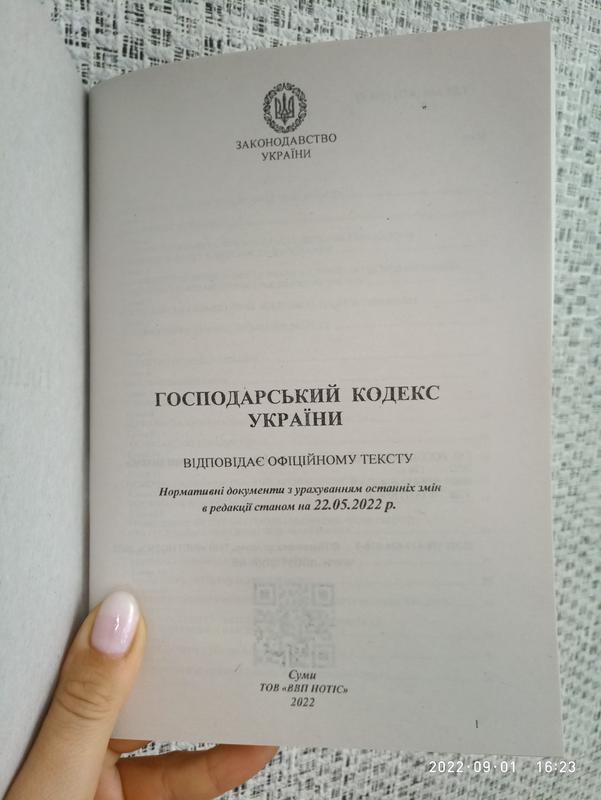 ЗАКОНОДАВСТВО
УКРАЇНИ
ГОСПОДАРСЬКИЙ КОДЕКС
УКРАЇНИ
ВІДПОВІДАЄ ОФІЦІЙНОМУ ТЕКСТУ
Нормативні документи з урахуванням останніх змін
в редакції станом на 22.05.2022 р.
Суми
ТОВ «ВВП НОТІС»
2022
1
2022-09-01 16:23